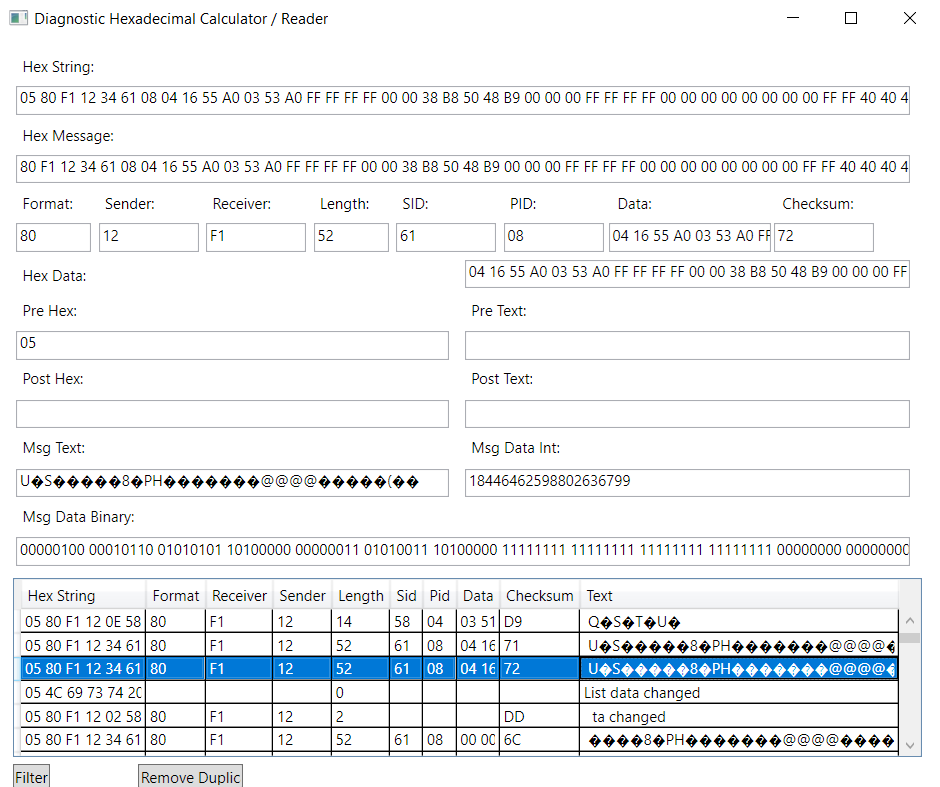 Diagnostic Hexadecimal Calculator / Reader
Hex String:
05 80 F1 12 34 61 08 04 16 55 A0 03 53 A0 FF FF FF FF 00 00 38 B8 50 48 B9 00 00 00 FF FF FF FF 00 00 00 00 00 00 00 FF FF 40 40 4
Hex Message:
80 F1 12 34 61 08 04 16 55 A0 03 53 A0 FF FF FF FF 00 00 38 B8 50 48 B9 00 00 00 FF FF FF FF 00 00 00 00 00 00 00 FF FF 40 40 40 4
Format: Sender: Receiver: Length: SID: PID: Data: Checksum:
80 12 F1 52 61 08 04 16 55 A0 03 53 A0 FF 72
Hex Data: 04 16 55 A0 03 53 A0 FF FF FF FF 00 00 38 B8 50 48 B9 00 00 00 FF
Pre Hex: Pre Text:
05
Post Hex: Post Text:
Msg Text: Msg Data Int:
U�S�����8�PH�������@@@@�����(�� 18446462598802636799
Msg Data Binary:
00000100 00010110 01010101 10100000 00000011 01010011 10100000 11111111 11111111 11111111 11111111 00000000 00000000
Hex String Format Receiver Sender Length Sid Pid Data Checksum Text
05 80 F1 12 0E 58 80 F1 12 14 58 04 03 51 D9 Q�S�T�U�
05 80 F1 12 34 61 80 F1 12 52 61 08 04 16 71 U�S�����8�PH�������@@@@�
05 80 F1 12 34 61 80 F1 12 52 61 08 04 16 72 U�S�����8�PH�������@@@@�
05 4C 69 73 74 20 0 List data changed
05 80 F1 12 02 58 80 F1 12 2 DD ta changed
05 80 F1 12 34 61 80 F1 12 52 61 08 00 00 6C ����8�PH�������@@@@����
Filter Remove Duplic